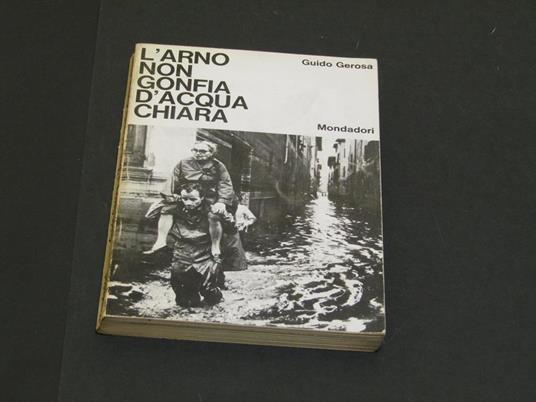 L'ARNO
NON
GONFIA
D'ACQUA
CHIARA
Guido Gerosa
Mondadori